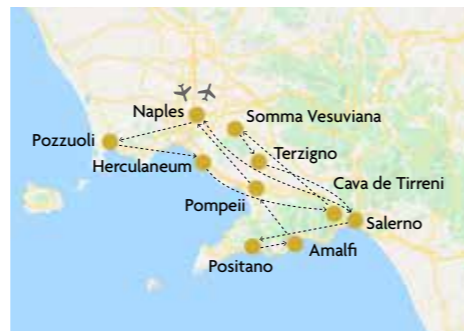 Naples
Somma Vesuviana
Pozzuoli
Herculaneum
Terzigno
Cava de Tirreni
Pompeii
Salerno
Amalfi
Positano